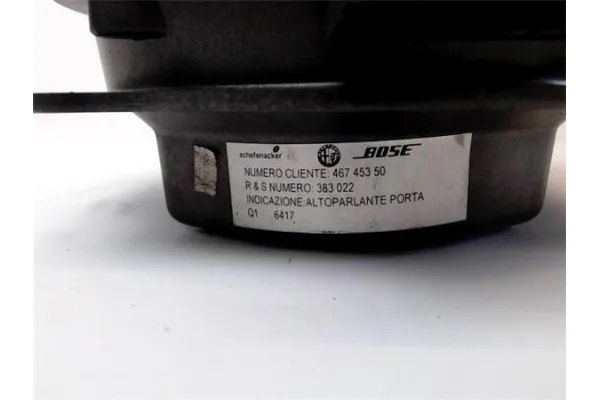 schefenacker BOSE
NUMERO CLIENTE: 467 453 50
R & S NUMERO: 383 022
INDICAZIONE:ALTOPARLANTE PORTA
Q1 6417